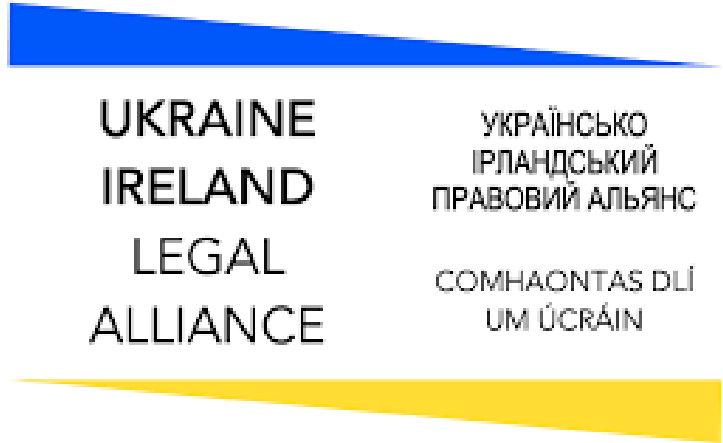 UKRAINE
IRELAND
LEGAL
ALLIANCE
УКРАЇНСЬКО
ІРЛАНДСЬКИЙ
ПРАВОВИЙ АЛЬЯНС
COMHAONTAS DLÍ
UM ÚCRÁIN